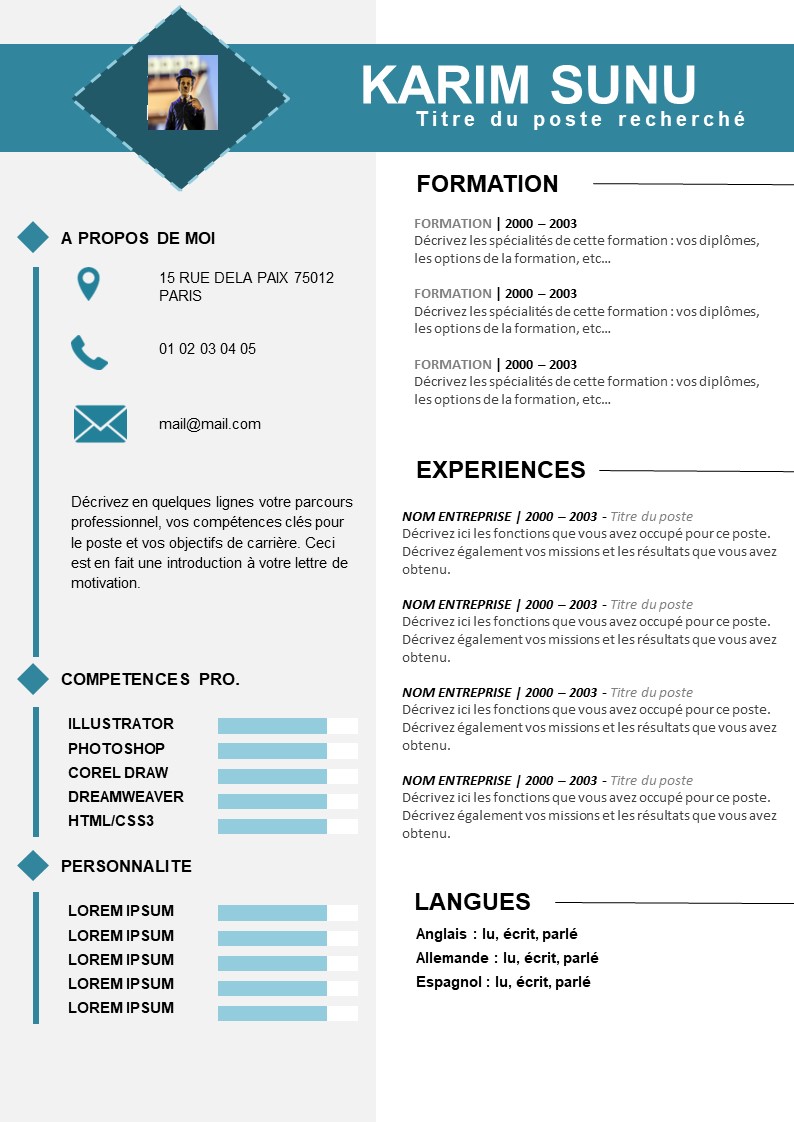 KARIM SUNU
Titre du poste recherché
A PROPOS DE MOI
15 RUE DELA PAIX 75012
PARIS
01 02 03 04 05
mail@mail.com
Décrivez en quelques lignes votre parcours
professionnel, vos compétences clés pour
le poste et vos objectifs de carrière. Ceci
est en fait une introduction à votre lettre de
motivation.
COMPETENCES PRO.
ILLUSTRATOR
PHOTOSHOP
COREL DRAW
DREAMWEAVER
HTML/CSS3
PERSONNALITE
LOREM IPSUM
LOREM IPSUM
LOREM IPSUM
LOREM IPSUM
LOREM IPSUM
FORMATION
FORMATION | 2000 – 2003
Décrivez les spécialités de cette formation : vos diplômes,
les options de la formation, etc…
FORMATION | 2000 – 2003
Décrivez les spécialités de cette formation : vos diplômes,
les options de la formation, etc…
FORMATION | 2000 – 2003
Décrivez les spécialités de cette formation : vos diplômes,
les options de la formation, etc…
EXPERIENCES
NOM ENTREPRISE | 2000 – 2003 - Titre du poste
Décrivez ici les fonctions que vous avez occupé pour ce poste.
Décrivez également vos missions et les résultats que vous avez
obtenu.
NOM ENTREPRISE | 2000 – 2003 - Titre du poste
Décrivez ici les fonctions que vous avez occupé pour ce poste.
Décrivez également vos missions et les résultats que vous avez
obtenu.
NOM ENTREPRISE | 2000 – 2003 - Titre du poste
Décrivez ici les fonctions que vous avez occupé pour ce poste.
Décrivez également vos missions et les résultats que vous avez
obtenu.
NOM ENTREPRISE | 2000 – 2003 - Titre du poste
Décrivez ici les fonctions que vous avez occupé pour ce poste.
Décrivez également vos missions et les résultats que vous avez
obtenu.
LANGUES
Anglais : lu, écrit, parlé
Allemande : lu, écrit, parlé
Espagnol : lu, écrit, parlé